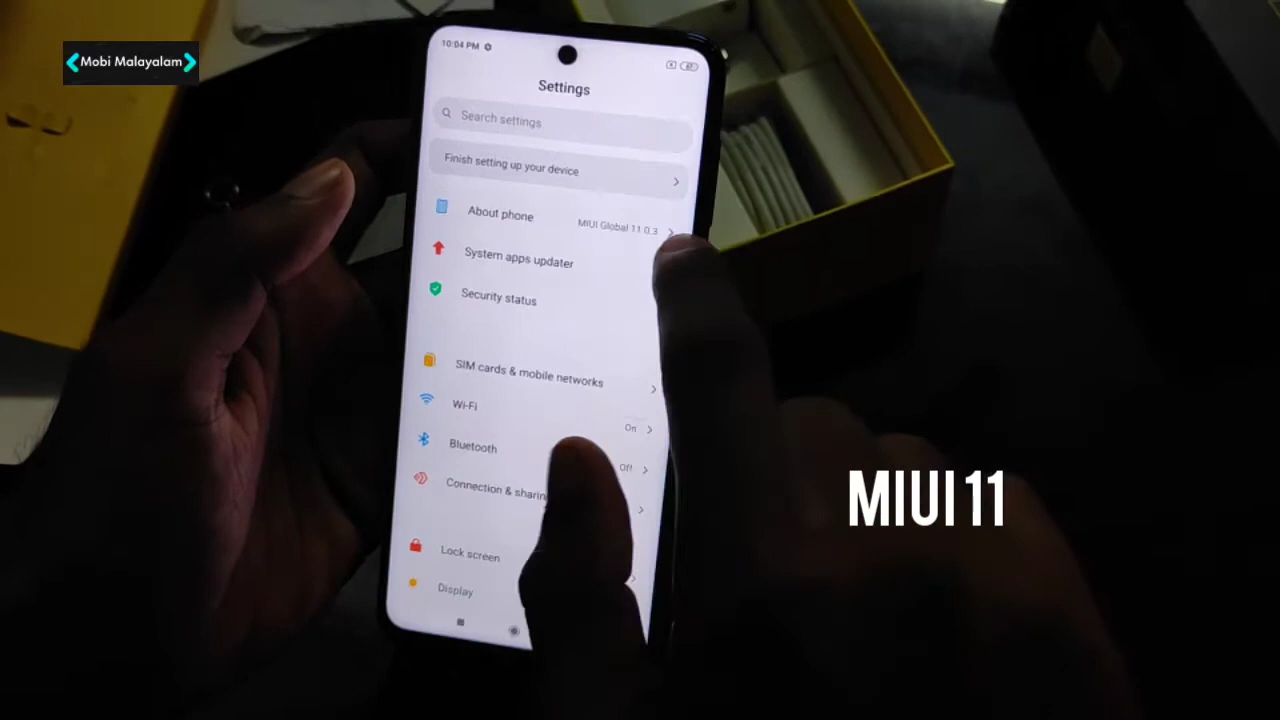 Mobi Malayalam
10:04 PM
Settings
Search settings
Finish setting up your device
About phone
MIUI Global 11.0.3
System apps updater
Security status
SIM cards & mobile networks
Wi-Fi
On
Bluetooth
Off
Connection & sharing
Lock screen
Display
MIUI 11